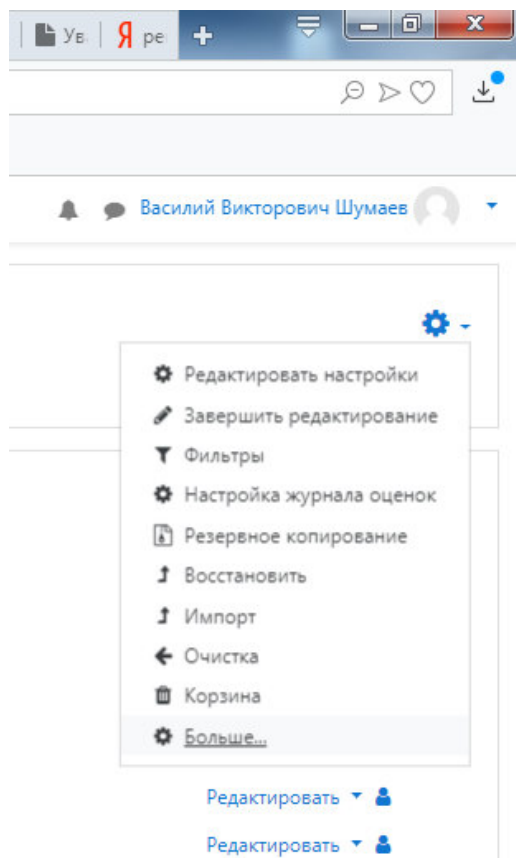 Ув
Я ре
Василий Викторович Шумаев
Редактировать настройки
Завершить редактирование
Фильтры
Настройка журнала оценок
Резервное копирование
Восстановить
Импорт
Очистка
Корзина
Больше...
Редактировать
Редактировать